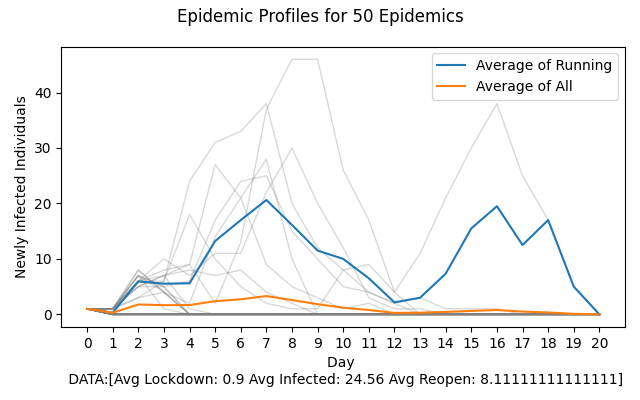 Epidemic Profiles for 50 Epidemics
Average of Running
Average of All
Newly Infected Individuals
40
30
20
10
0
0 1 2 3 4 5 6 7 8 9 10 11 12 13 14 15 16 17 18 19 20
Day
DATA:[Avg Lockdown: 0.9 Avg Infected: 24.56 Avg Reopen: 8.11111111111111]